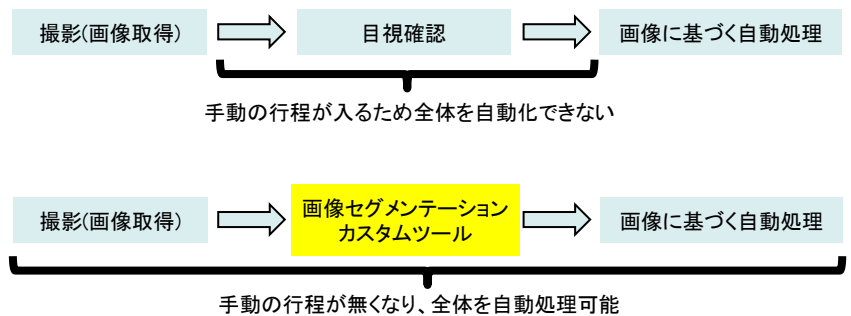 撮影(画像取得)
目視確認
画像に基づく自動処理
手動の行程が入るため全体を自動化できない
撮影(画像取得)
画像セグメンテーション
カスタムツール
画像に基づく自動処理
手動の行程が無くなり、全体を自動処理可能